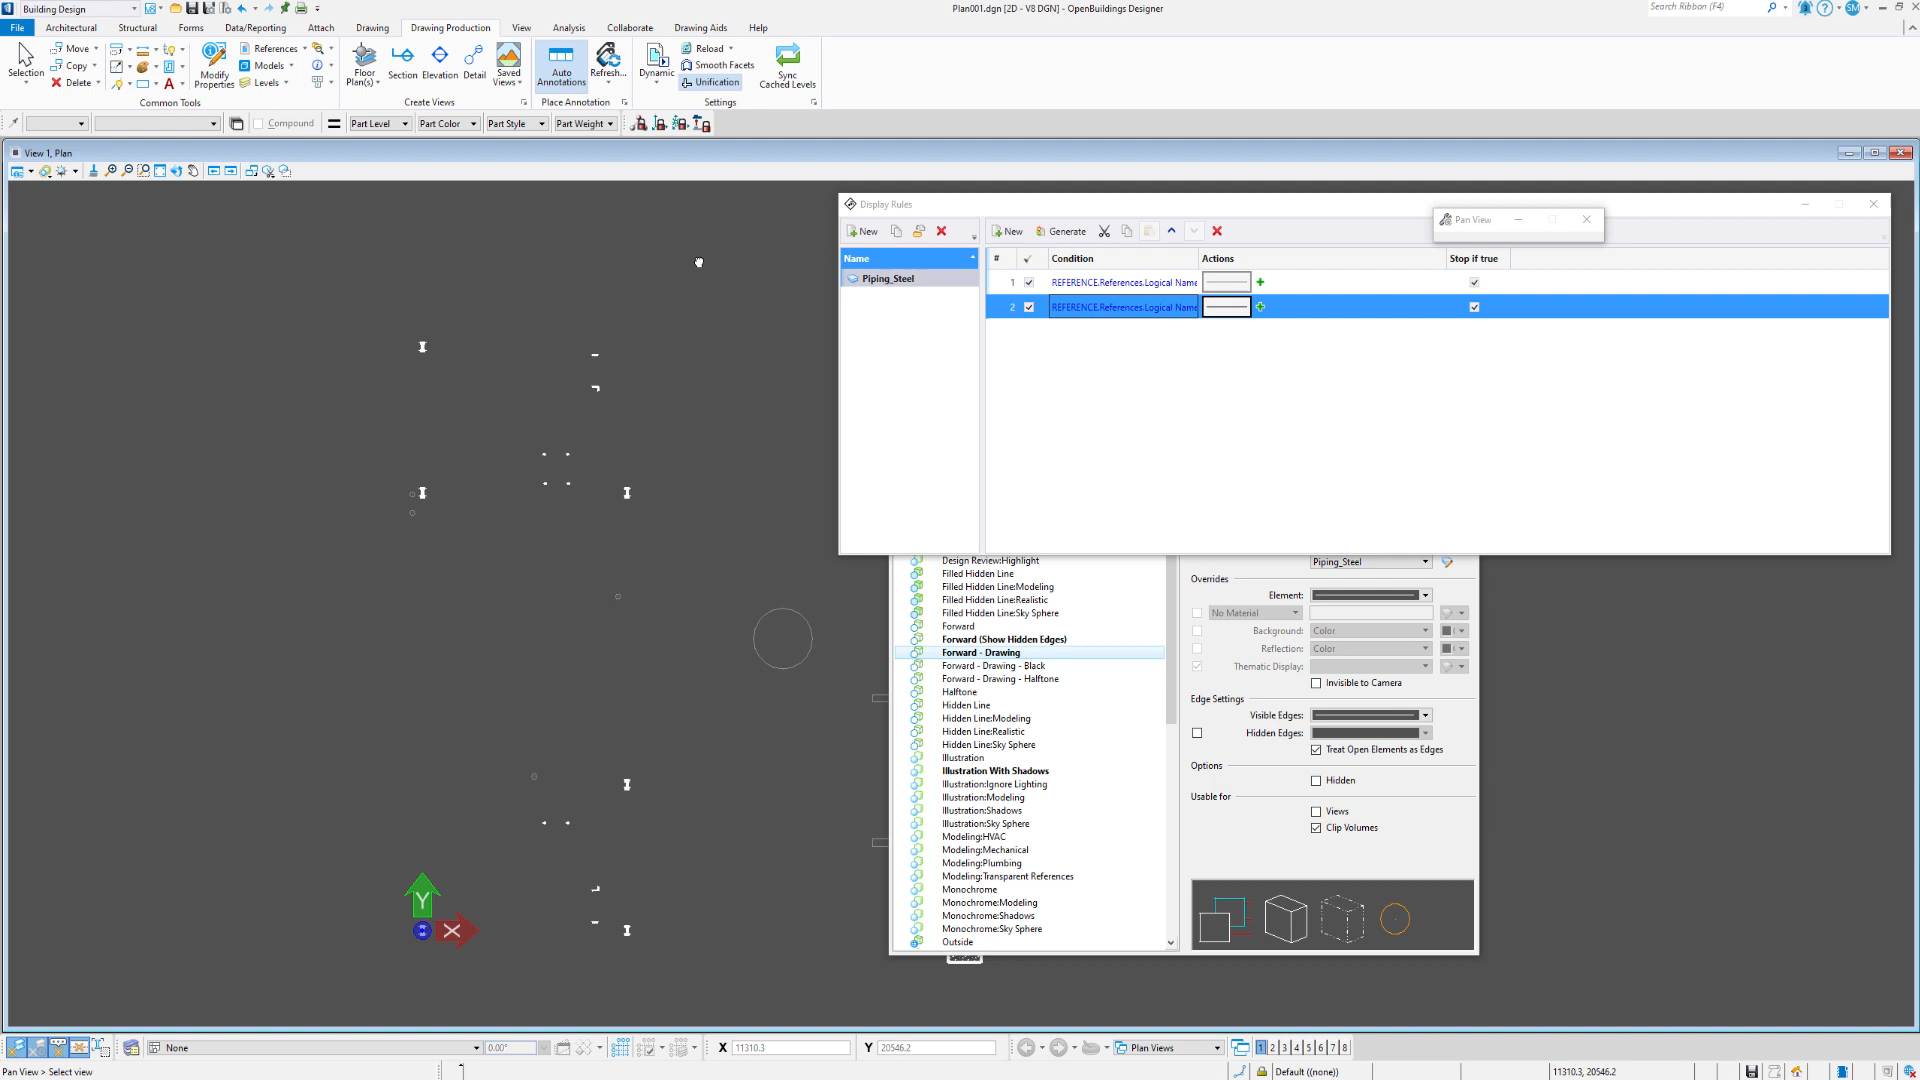 Building Design
Plan001.dgn [2D - V8 DGN] - OpenBuildings Designer
Search Ribbon (F4)
SM
File Architectural Structural Forms Data/Reporting Attach Drawing Drawing Production View Analysis Collaborate Drawing Aids Help
Selection
Move
Copy
Delete
Modify Properties
References
Models
Levels
Common Tools
Floor Plan(s)
Section
Elevation
Detail
Saved Views
Create Views
Auto Annotations
Refresh...
Place Annotation
Dynamic
Reload
Smooth Facets
Unification
Settings
Sync Cached Levels
Compound
Part Level
Part Color
Part Style
Part Weight
View 1, Plan
Display Rules
Pan View
New
New Generate
Name
# Condition Actions Stop if true
Piping_Steel
1 REFERENCE.References.Logical Name
2 REFERENCE.References.Logical Name
Design Review:Highlight
Filled Hidden Line
Filled Hidden Line:Modeling
Filled Hidden Line:Realistic
Filled Hidden Line:Sky Sphere
Forward
Forward (Show Hidden Edges)
Forward - Drawing
Forward - Drawing - Black
Forward - Drawing - Halftone
Halftone
Hidden Line
Hidden Line:Modeling
Hidden Line:Realistic
Hidden Line:Sky Sphere
Illustration
Illustration With Shadows
Illustration:Ignore Lighting
Illustration:Modeling
Illustration:Shadows
Illustration:Sky Sphere
Modeling:HVAC
Modeling:Mechanical
Modeling:Plumbing
Modeling:Transparent References
Monochrome
Monochrome:Modeling
Monochrome:Shadows
Monochrome:Sky Sphere
Outside
Piping_Steel
Overrides
Element:
No Material
Background: Color
Reflection: Color
Thematic Display:
Invisible to Camera
Edge Settings
Visible Edges:
Hidden Edges:
Treat Open Elements as Edges
Options
Hidden
Usable for
Views
Clip Volumes
Y
X
None
0.00°
X 11310.3
Y 20546.2
Plan Views
1 2 3 4 5 6 7 8
Pan View > Select view
Default ((none))
11310.3, 20546.2